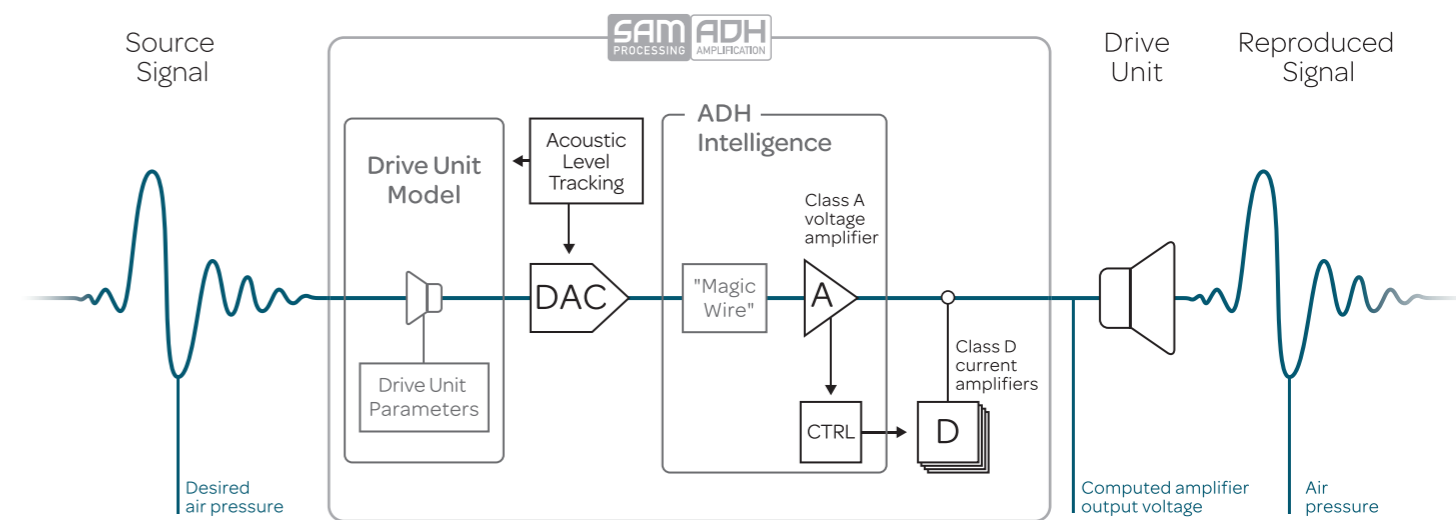 SAM ADH
PROCESSING AMPLIFICATION
Source
Signal
Drive
Unit
Reproduced
Signal
Drive Unit
Model
Acoustic
Level
Tracking
ADH
Intelligence
Class A
voltage
amplifier
DAC
"Magic
Wire"
A
Drive Unit
Parameters
Class D
current
amplifiers
CTRL
D
Desired
air pressure
Computed amplifier
output voltage
Air
pressure